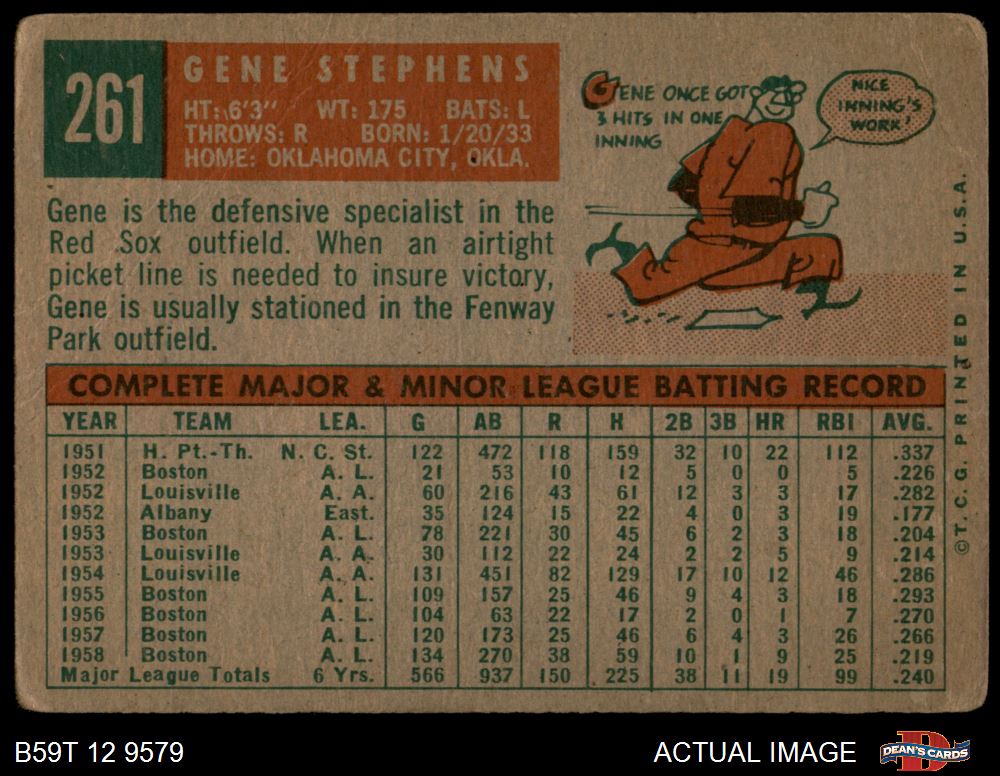 261
GENE STEPHENS
HT: 6'3" WT: 175 BATS: L
THROWS: R BORN: 1/20/33
HOME: OKLAHOMA CITY, OKLA.
GENE ONCE GOT
3 HITS IN ONE
INNING
NICE
INNING'S
WORK!
Gene is the defensive specialist in the
Red Sox outfield. When an airtight
picket line is needed to insure victory,
Gene is usually stationed in the Fenway
Park outfield.
COMPLETE MAJOR & MINOR LEAGUE BATTING RECORD
YEAR TEAM LEA. G AB R H 2B 3B HR RBI AVG.
1951 H. Pt.-Th. N. C. St. 122 472 118 159 32 10 22 112 .337
1952 Boston A. L. 21 53 10 12 5 0 0 5 .226
1952 Louisville A. A. 60 216 43 61 12 3 3 17 .282
1952 Albany East. 35 124 15 22 4 0 3 19 .177
1953 Boston A. L. 78 221 30 45 6 2 3 18 .204
1953 Louisville A. A. 30 112 22 24 2 2 5 9 .214
1954 Louisville A. A. 131 451 82 129 17 10 12 46 .286
1955 Boston A. L. 109 157 25 46 9 4 3 18 .293
1956 Boston A. L. 104 63 22 17 2 0 1 7 .270
1957 Boston A. L. 120 173 25 46 6 4 3 26 .266
1958 Boston A. L. 134 270 38 59 10 1 9 25 .219
Major League Totals 6 Yrs. 566 937 150 225 38 11 19 99 .240
© T. C. G. PRINTED IN U.S.A.
B59T 12 9579
ACTUAL IMAGE
D
DEAN'S CARDS